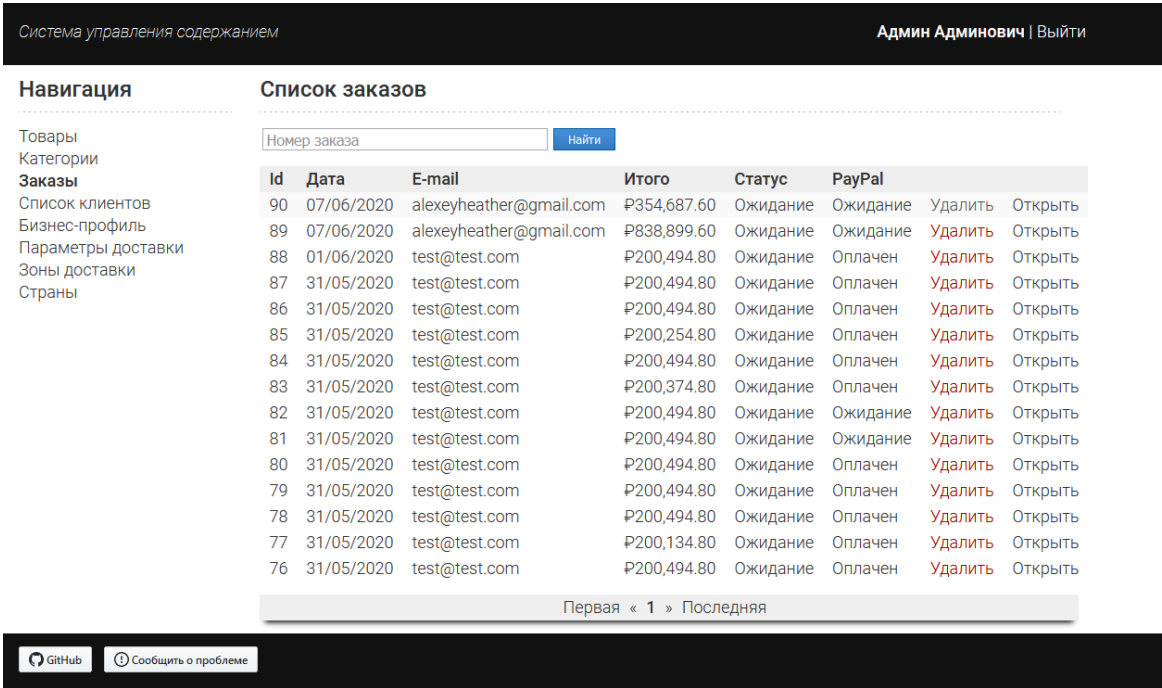 Система управления содержанием
Админ Админович | Выйти
Навигация
Товары
Категории
Заказы
Список клиентов
Бизнес-профиль
Параметры доставки
Зоны доставки
Страны
Список заказов
Номер заказа Найти
Id Дата E-mail Итого Статус PayPal
90 07/06/2020 alexeyheather@gmail.com ₽354,687.60 Ожидание Ожидание Удалить Открыть
89 07/06/2020 alexeyheather@gmail.com ₽838,899.60 Ожидание Ожидание Удалить Открыть
88 01/06/2020 test@test.com ₽200,494.80 Ожидание Оплачен Удалить Открыть
87 31/05/2020 test@test.com ₽200,494.80 Ожидание Оплачен Удалить Открыть
86 31/05/2020 test@test.com ₽200,494.80 Ожидание Оплачен Удалить Открыть
85 31/05/2020 test@test.com ₽200,254.80 Ожидание Оплачен Удалить Открыть
84 31/05/2020 test@test.com ₽200,494.80 Ожидание Оплачен Удалить Открыть
83 31/05/2020 test@test.com ₽200,374.80 Ожидание Оплачен Удалить Открыть
82 31/05/2020 test@test.com ₽200,494.80 Ожидание Ожидание Удалить Открыть
81 31/05/2020 test@test.com ₽200,494.80 Ожидание Ожидание Удалить Открыть
80 31/05/2020 test@test.com ₽200,494.80 Ожидание Оплачен Удалить Открыть
79 31/05/2020 test@test.com ₽200,494.80 Ожидание Оплачен Удалить Открыть
78 31/05/2020 test@test.com ₽200,494.80 Ожидание Оплачен Удалить Открыть
77 31/05/2020 test@test.com ₽200,134.80 Ожидание Оплачен Удалить Открыть
76 31/05/2020 test@test.com ₽200,494.80 Ожидание Оплачен Удалить Открыть
Первая « 1 » Последняя
GitHub Сообщить о проблеме